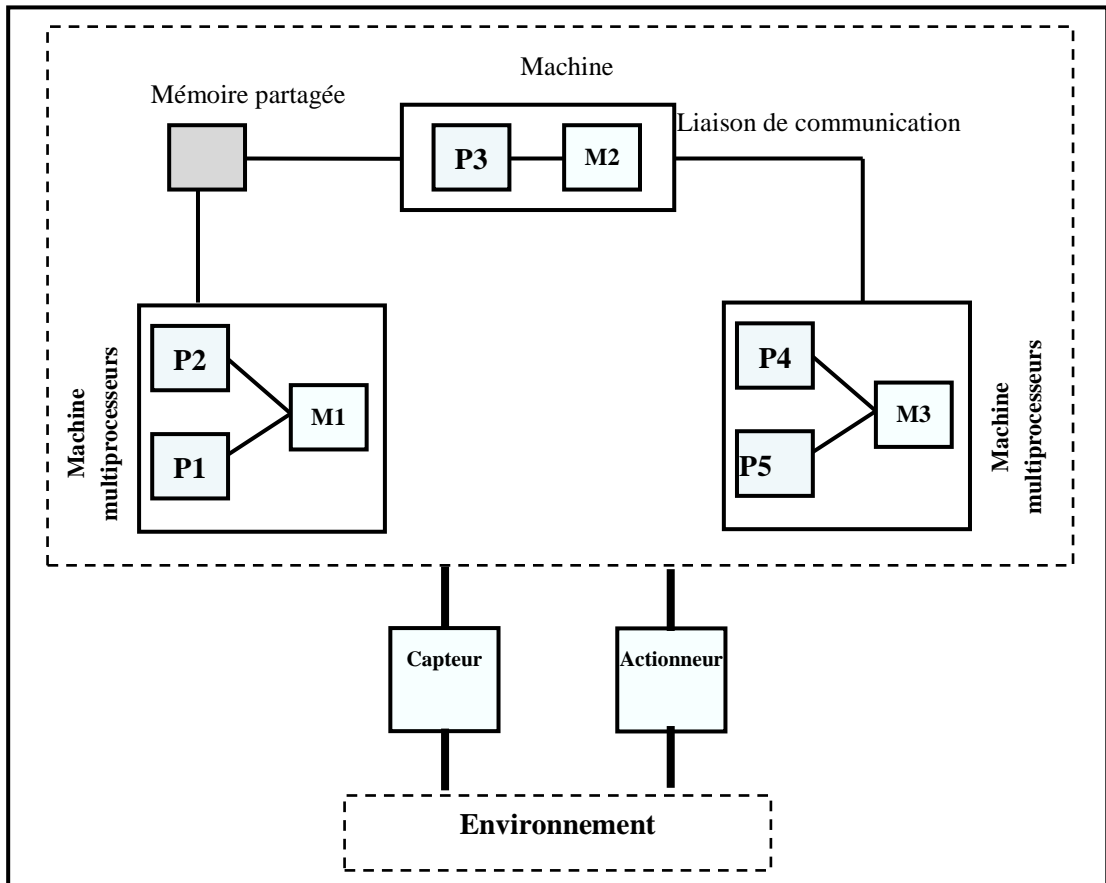 Machine
Mémoire partagée
Liaison de communication
P3
M2
P2
M1
P1
Machine
multiprocesseurs
P4
M3
P5
Machine
multiprocesseurs
Capteur
Actionneur
Environnement